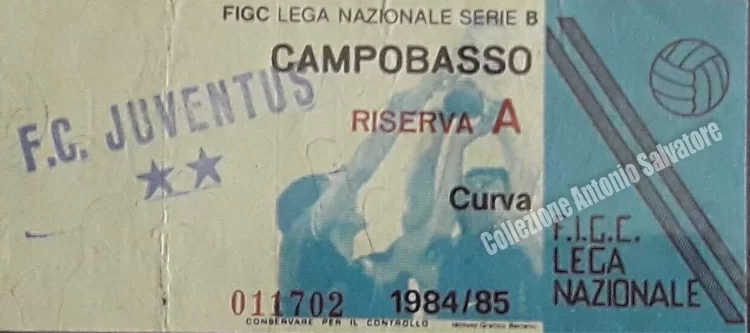 FIGC LEGA NAZIONALE SERIE B
CAMPOBASSO
F.C. JUVENTUS
RISERVA A
Curva
Collezione Antonio Salvatore
F.I.G.C.
LEGA
NAZIONALE
011702 1984/85
CONSERVARE PER IL CONTROLLO